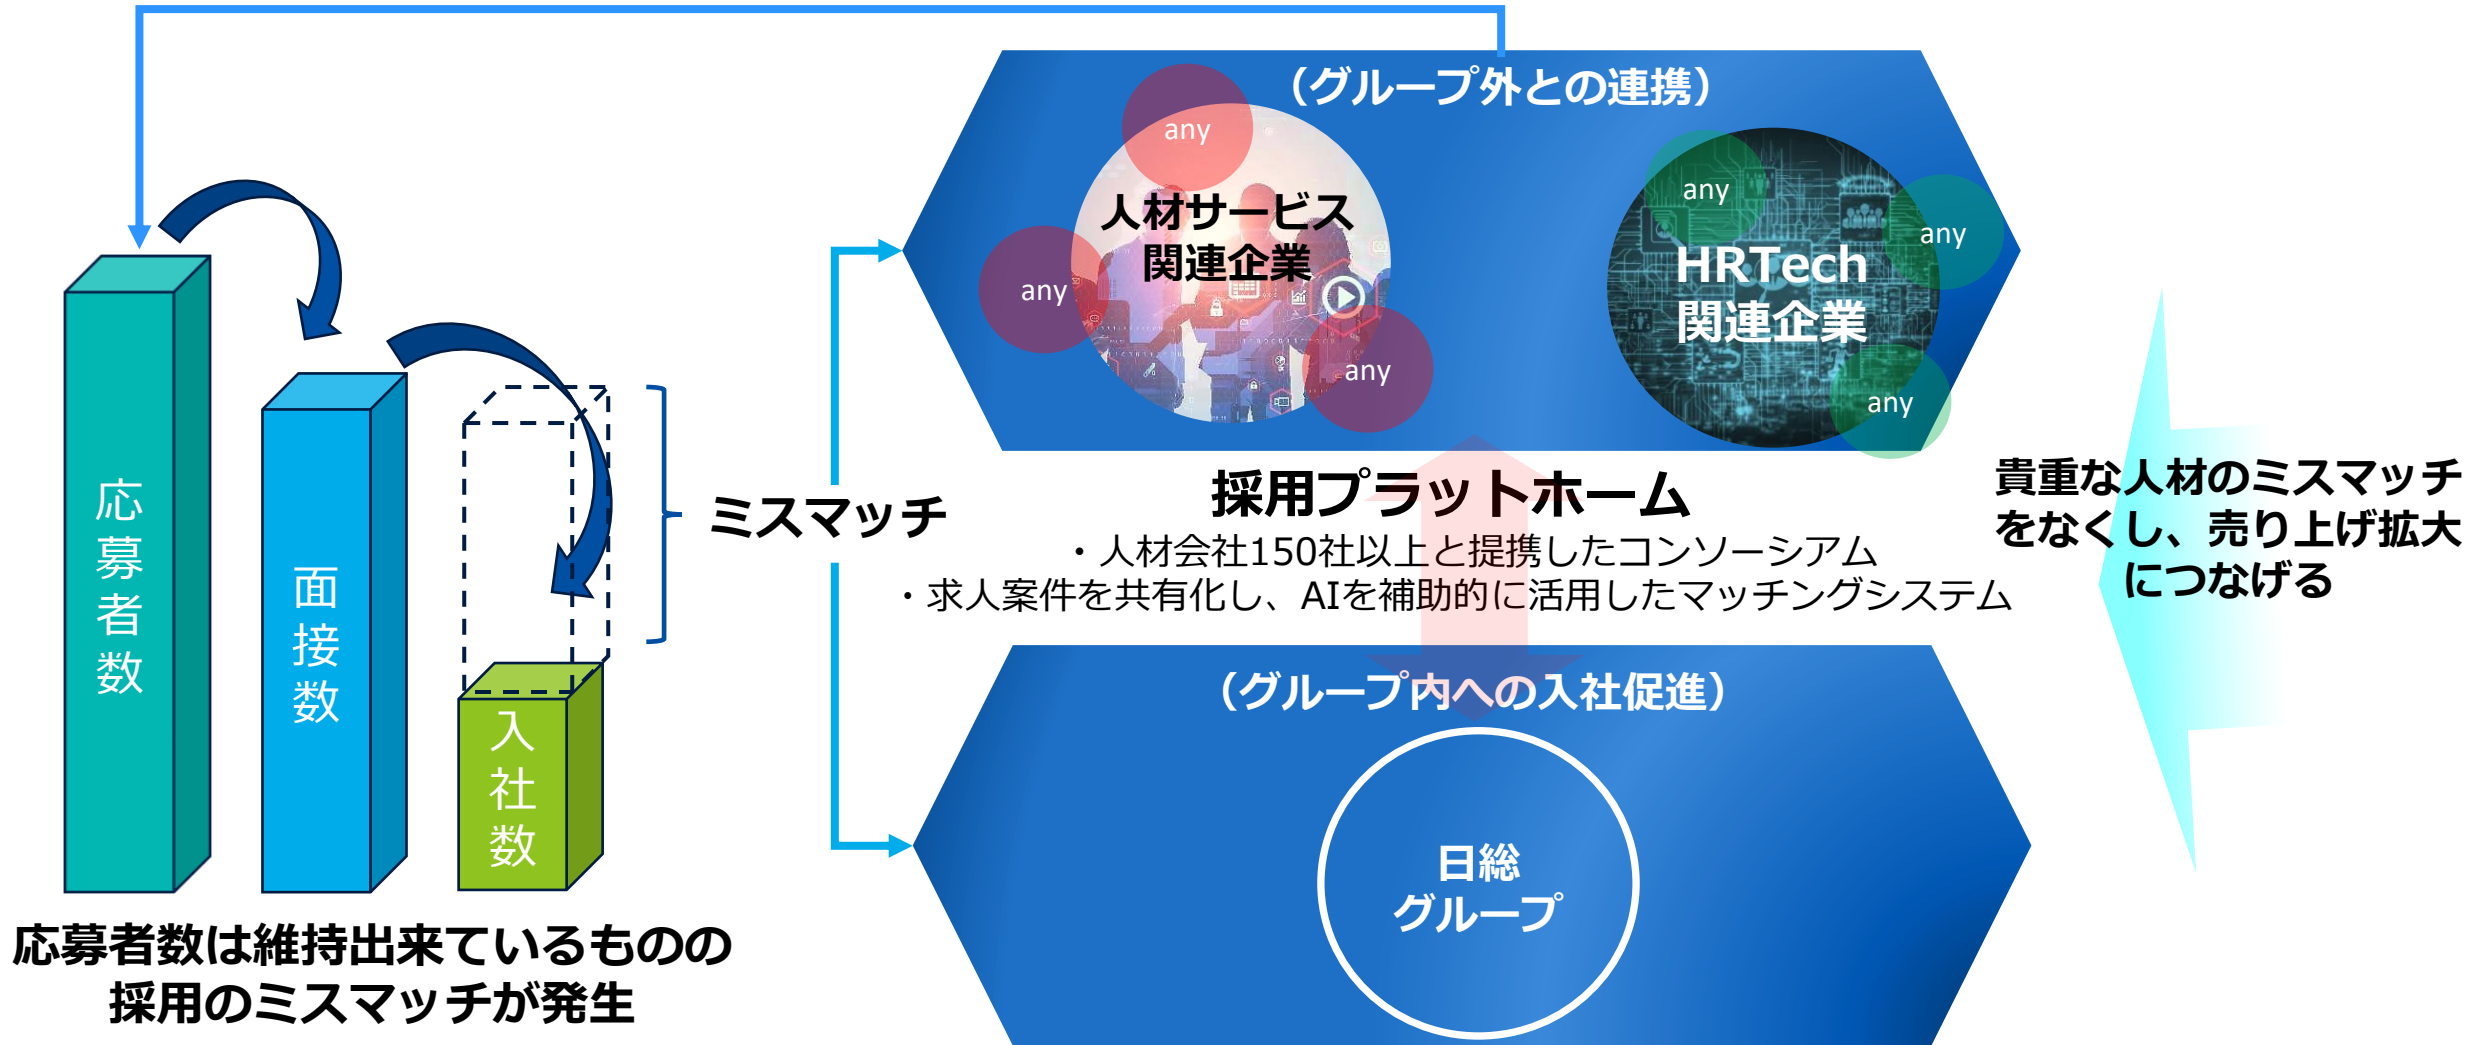 応募者数
面接数
入社数
応募者数は維持出来ているものの
採用のミスマッチが発生
ミスマッチ
（グループ外との連携）
any
any
any
人材サービス
関連企業
any
any
any
HRTech
関連企業
採用プラットホーム
・人材会社150社以上と提携したコンソーシアム
・求人案件を共有化し、AIを補助的に活用したマッチングシステム
（グループ内への入社促進）
日総
グループ
貴重な人材のミスマッチ
をなくし、売り上げ拡大
につなげる